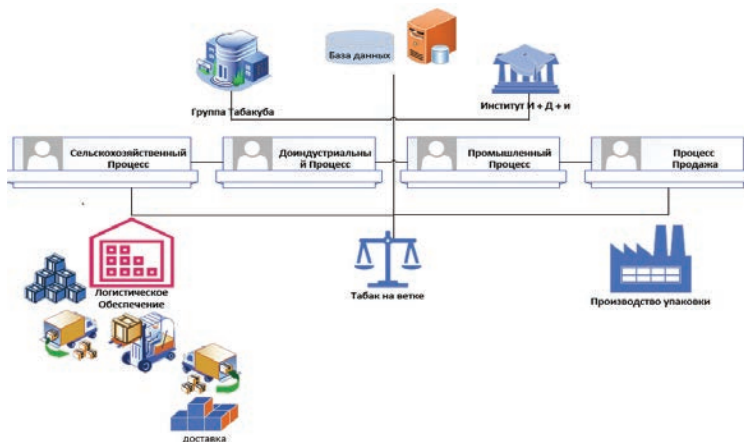 База данных
Группа Табакуба
Институт И + Д + и
Сельскохозяйственный
Процесс
Доиндустриальны
й Процесс
Промышленный
Процесс
Процесс
Продажа
Логистическое
Обеспечение
Табак на ветке
Производство упаковки
доставка